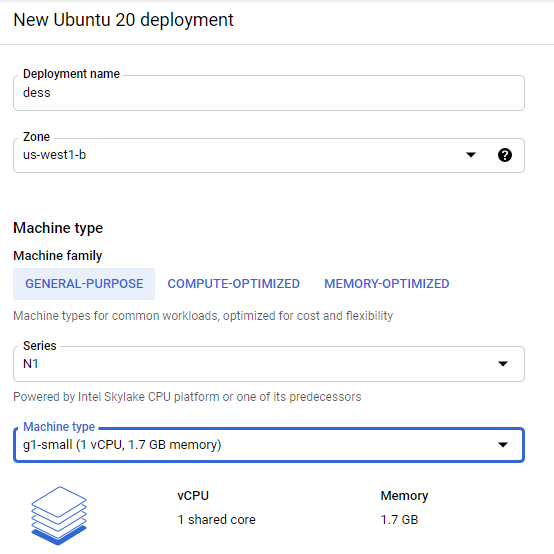 New Ubuntu 20 deployment
Deployment name
dess
Zone
us-west1-b
?
Machine type
Machine family
GENERAL-PURPOSE COMPUTE-OPTIMIZED MEMORY-OPTIMIZED
Machine types for common workloads, optimized for cost and flexibility
Series
N1
Powered by Intel Skylake CPU platform or one of its predecessors
Machine type
g1-small (1 vCPU, 1.7 GB memory)
vCPU Memory
1 shared core 1.7 GB